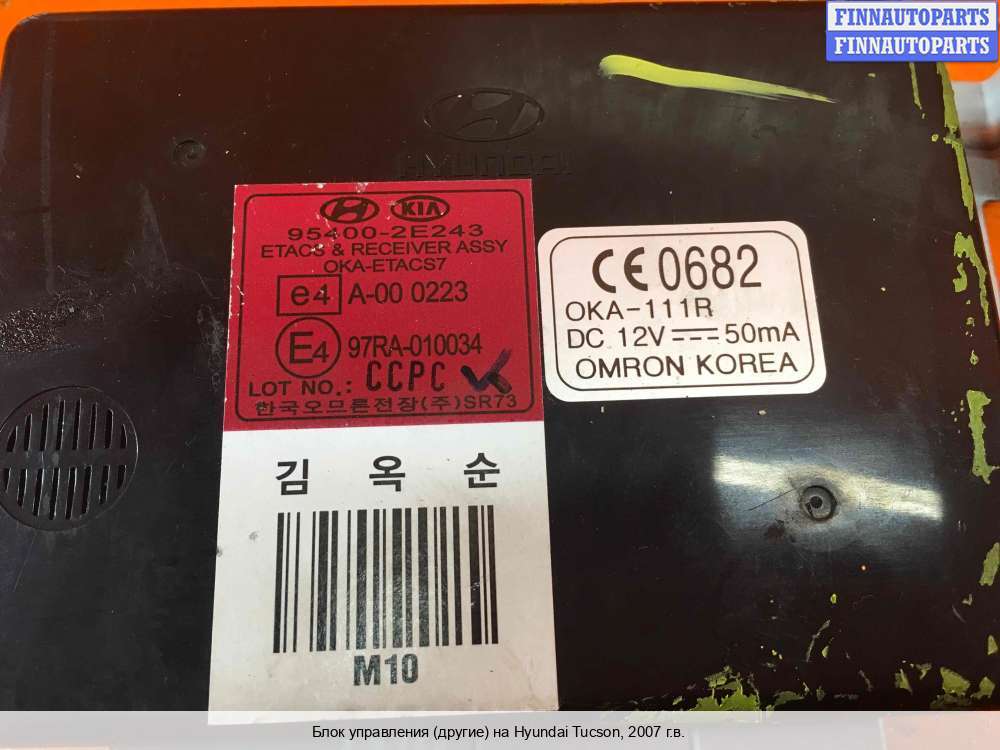 FINNAUTOPARTS
FINNAUTOPARTS
HYUNDAI
KIA
95400-2E243
ETACS & RECEIVER ASSY
OKA-ETACS7
e4 A-00 0223
E4 97RA-010034
LOT NO.: CCPC
한국오므론전장(주)SR73
김 옥 순
M10
CE0682
OKA-111R
DC 12V 50mA
OMRON KOREA
Блок управления (другие) на Hyundai Tucson, 2007 г.в.